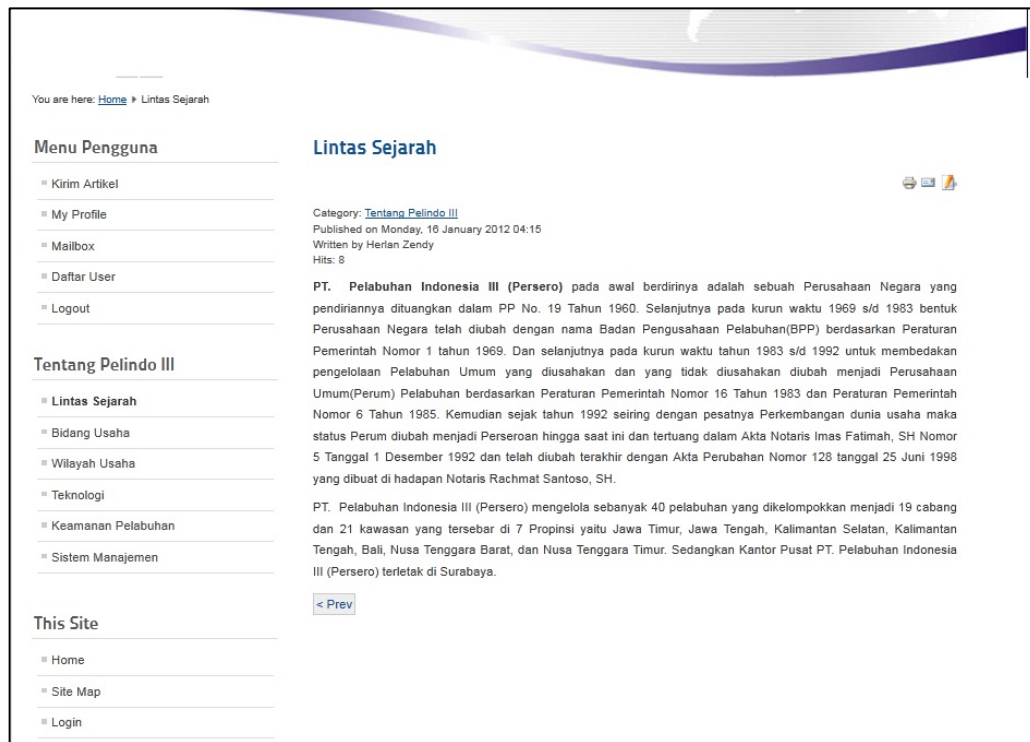 You are here: Home Lintas Sejarah
Menu Pengguna
Kirim Artikel
My Profile
Mailbox
Daftar User
Logout
Tentang Pelindo III
Lintas Sejarah
Bidang Usaha
Wilayah Usaha
Teknologi
Keamanan Pelabuhan
Sistem Manajemen
This Site
Home
Site Map
Login
Lintas Sejarah
Category: Tentang Pelindo III
Published on Monday, 16 January 2012 04:15
Written by Herlan Zendy
Hits: 8
PT. Pelabuhan Indonesia III (Persero) pada awal berdirinya adalah sebuah Perusahaan Negara yang
pendiriannya dituangkan dalam PP No. 19 Tahun 1960. Selanjutnya pada kurun waktu 1969 s/d 1983 bentuk
Perusahaan Negara telah diubah dengan nama Badan Pengusahaan Pelabuhan(BPP) berdasarkan Peraturan
Pemerintah Nomor 1 tahun 1969. Dan selanjutnya pada kurun waktu tahun 1983 s/d 1992 untuk membedakan
pengelolaan Pelabuhan Umum yang diusahakan dan yang tidak diusahakan diubah menjadi Perusahaan
Umum(Perum) Pelabuhan berdasarkan Peraturan Pemerintah Nomor 16 Tahun 1983 dan Peraturan Pemerintah
Nomor 6 Tahun 1985. Kemudian sejak tahun 1992 seiring dengan pesatnya Perkembangan dunia usaha maka
status Perum diubah menjadi Perseroan hingga saat ini dan tertuang dalam Akta Notaris Imas Fatimah, SH Nomor
5 Tanggal 1 Desember 1992 dan telah diubah terakhir dengan Akta Perubahan Nomor 128 tanggal 25 Juni 1998
yang dibuat di hadapan Notaris Rachmat Santoso, SH.
PT. Pelabuhan Indonesia III (Persero) mengelola sebanyak 40 pelabuhan yang dikelompokkan menjadi 19 cabang
dan 21 kawasan yang tersebar di 7 Propinsi yaitu Jawa Timur, Jawa Tengah, Kalimantan Selatan, Kalimantan
Tengah, Bali, Nusa Tenggara Barat, dan Nusa Tenggara Timur. Sedangkan Kantor Pusat PT. Pelabuhan Indonesia
III (Persero) terletak di Surabaya.
< Prev